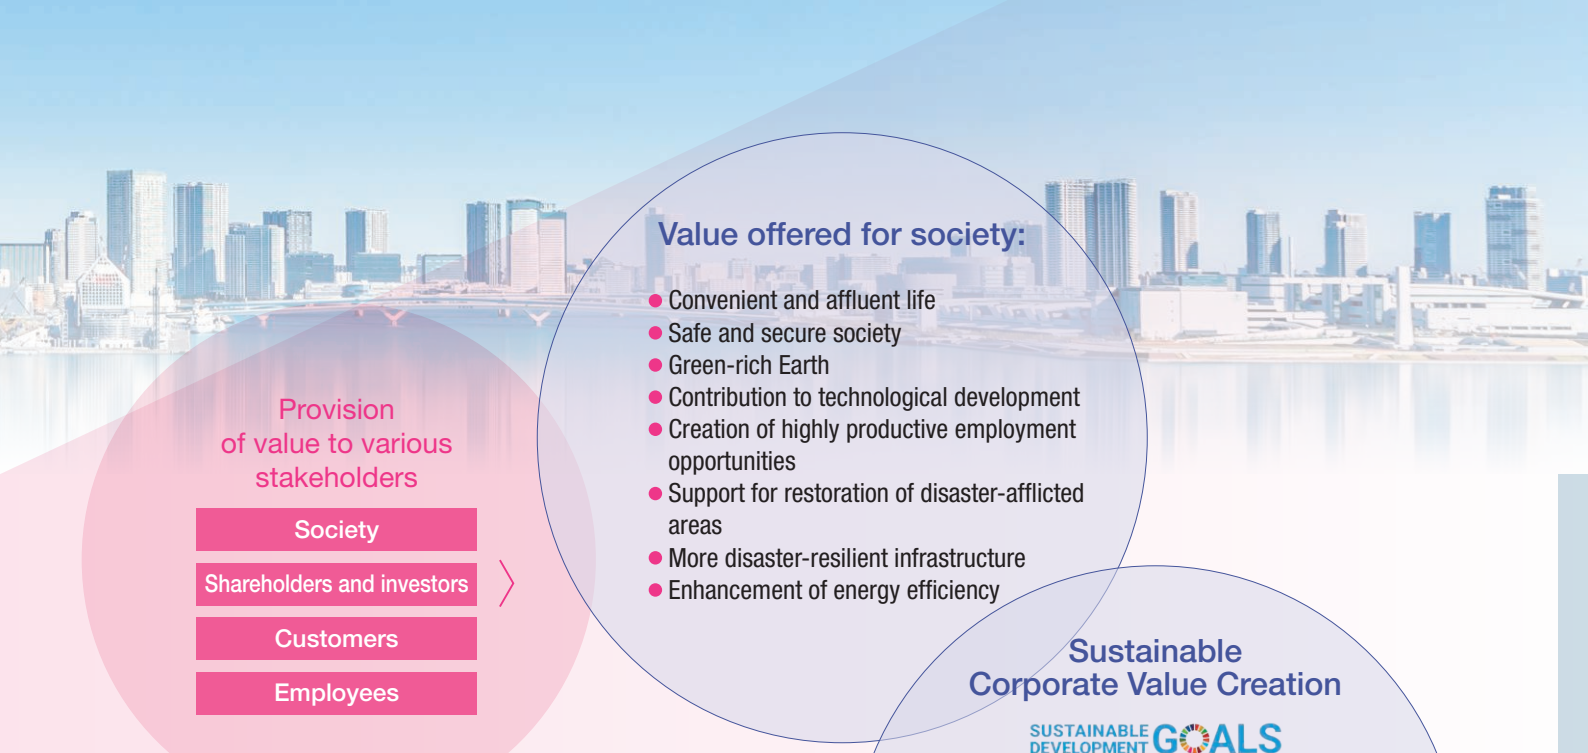 Provision
of value to various
stakeholders
Society
Shareholders and investors
Customers
Employees
Value offered for society:
● Convenient and affluent life
● Safe and secure society
● Green-rich Earth
● Contribution to technological development
● Creation of highly productive employment
opportunities
● Support for restoration of disaster-afflicted
areas
● More disaster-resilient infrastructure
● Enhancement of energy efficiency
Sustainable
Corporate Value Creation
SUSTAINABLE
DEVELOPMENT GOALS